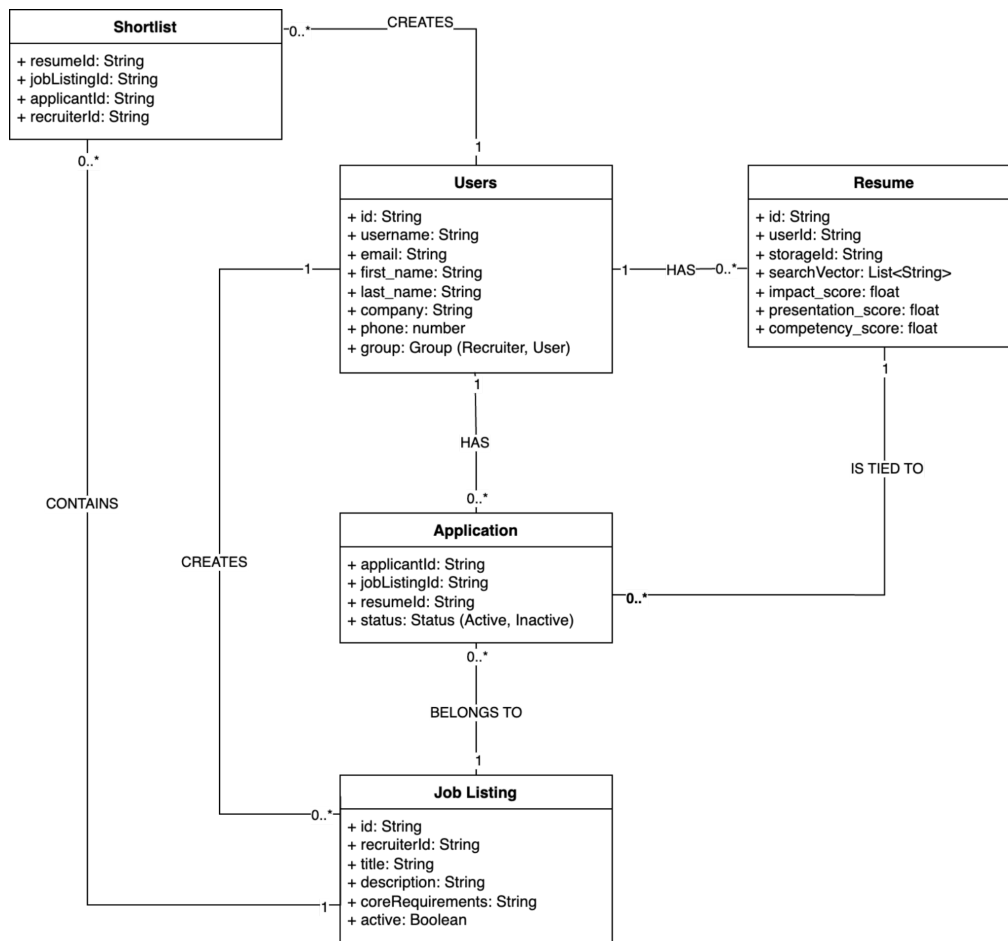 Shortlist
+ resumeId: String
+ jobListingId: String
+ applicantId: String
+ recruiterId: String
0..*
CREATES
1
0..*
CONTAINS
1
Users
+ id: String
+ username: String
+ email: String
+ first_name: String
+ last_name: String
+ company: String
+ phone: number
+ group: Group (Recruiter, User)
1
HAS
0..*
Resume
+ id: String
+ userId: String
+ storageId: String
+ searchVector: List<String>
+ impact_score: float
+ presentation_score: float
+ competency_score: float
1
IS TIED TO
0..*
1
CREATES
0..*
1
HAS
0..*
Application
+ applicantId: String
+ jobListingId: String
+ resumeId: String
+ status: Status (Active, Inactive)
0..*
BELONGS TO
1
Job Listing
+ id: String
+ recruiterId: String
+ title: String
+ description: String
+ coreRequirements: String
+ active: Boolean